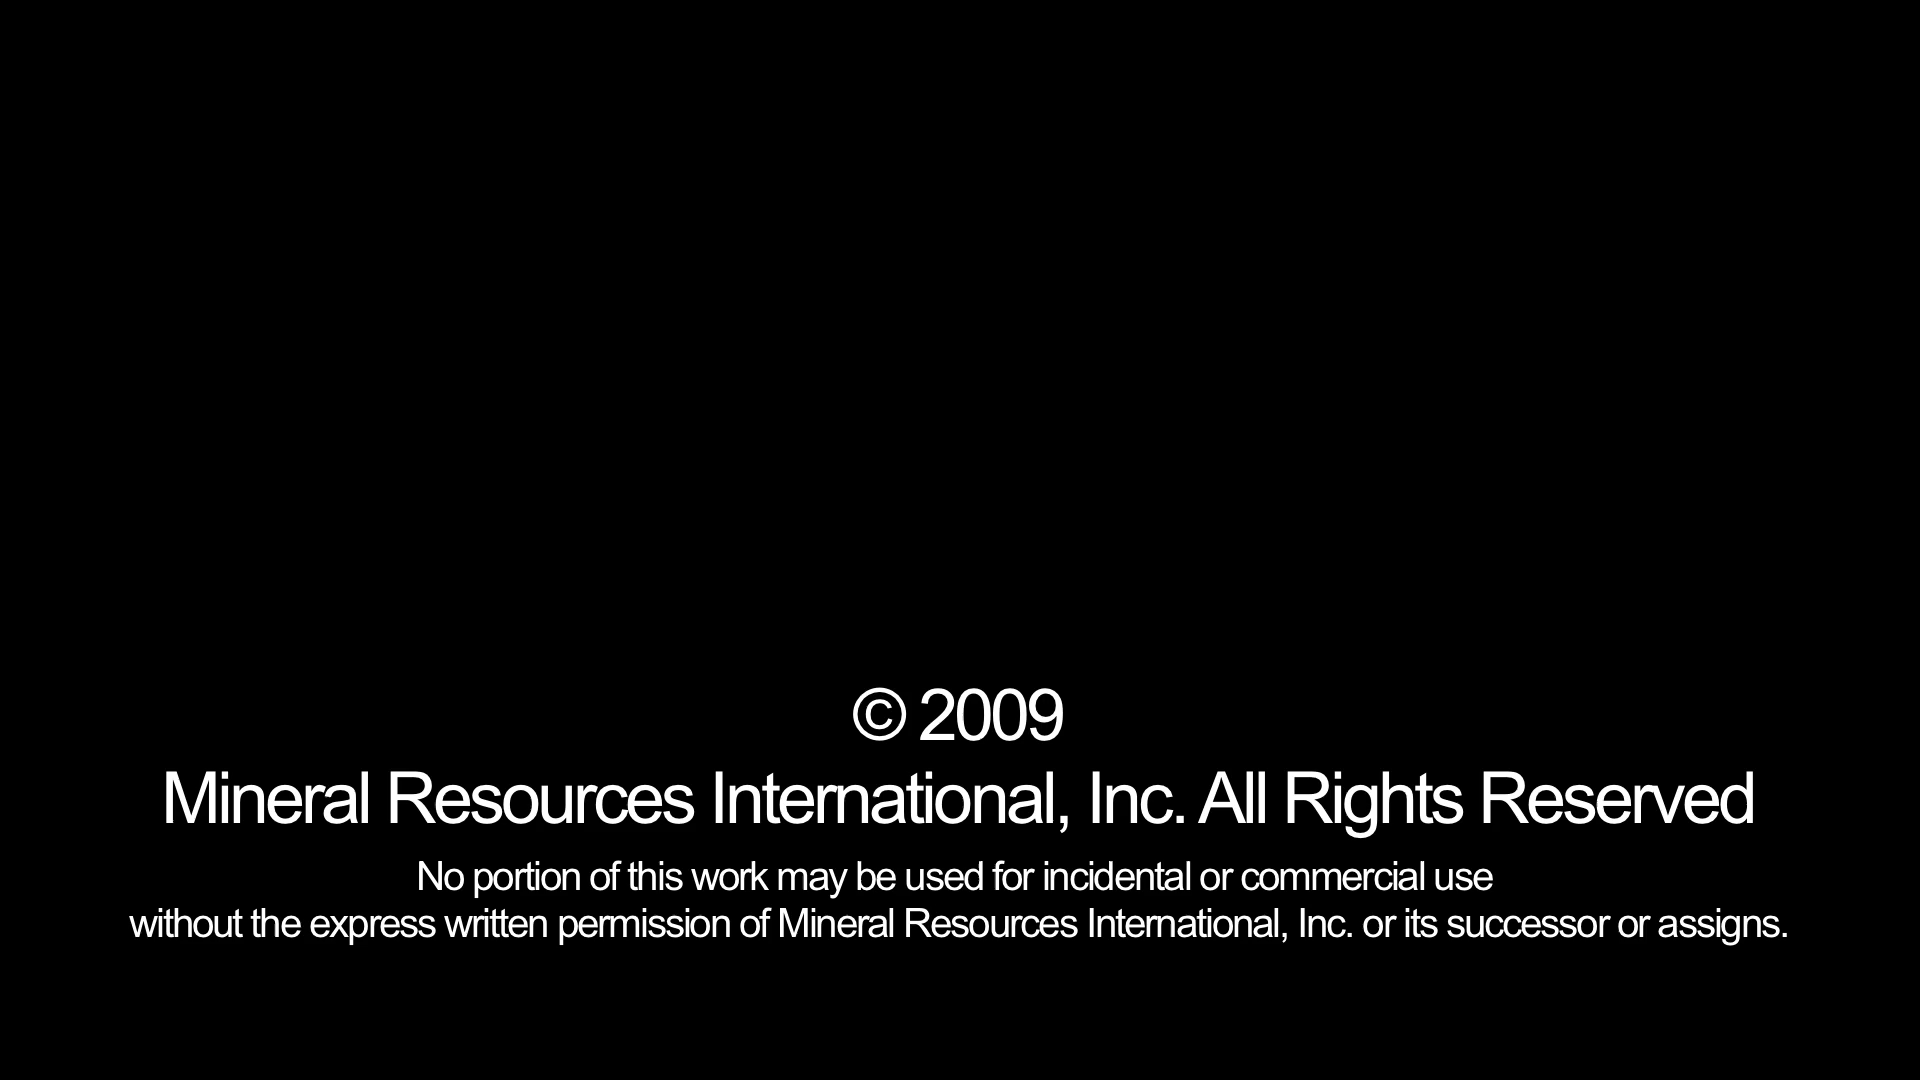 © 2009
Mineral Resources International, Inc. All Rights Reserved
No portion of this work may be used for incidental or commercial use
without the express written permission of Mineral Resources International, Inc. or its successor or assigns.